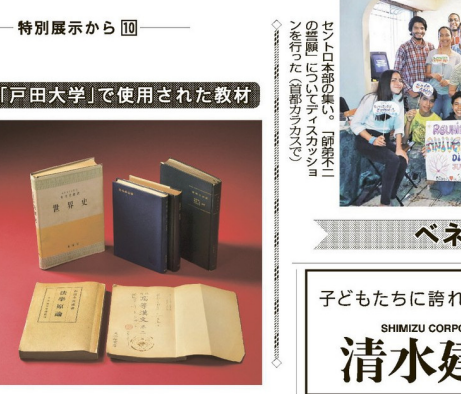 特別展示から10
「戸田大学」で使用された教材
世界史
法学原論
セントロ本部の集い。「師弟不二
の誓願」についてディスカッショ
ンを行った（首都カラカスで）
ベネ
子どもたちに誇れ
SHIMIZU CORPO
清水建